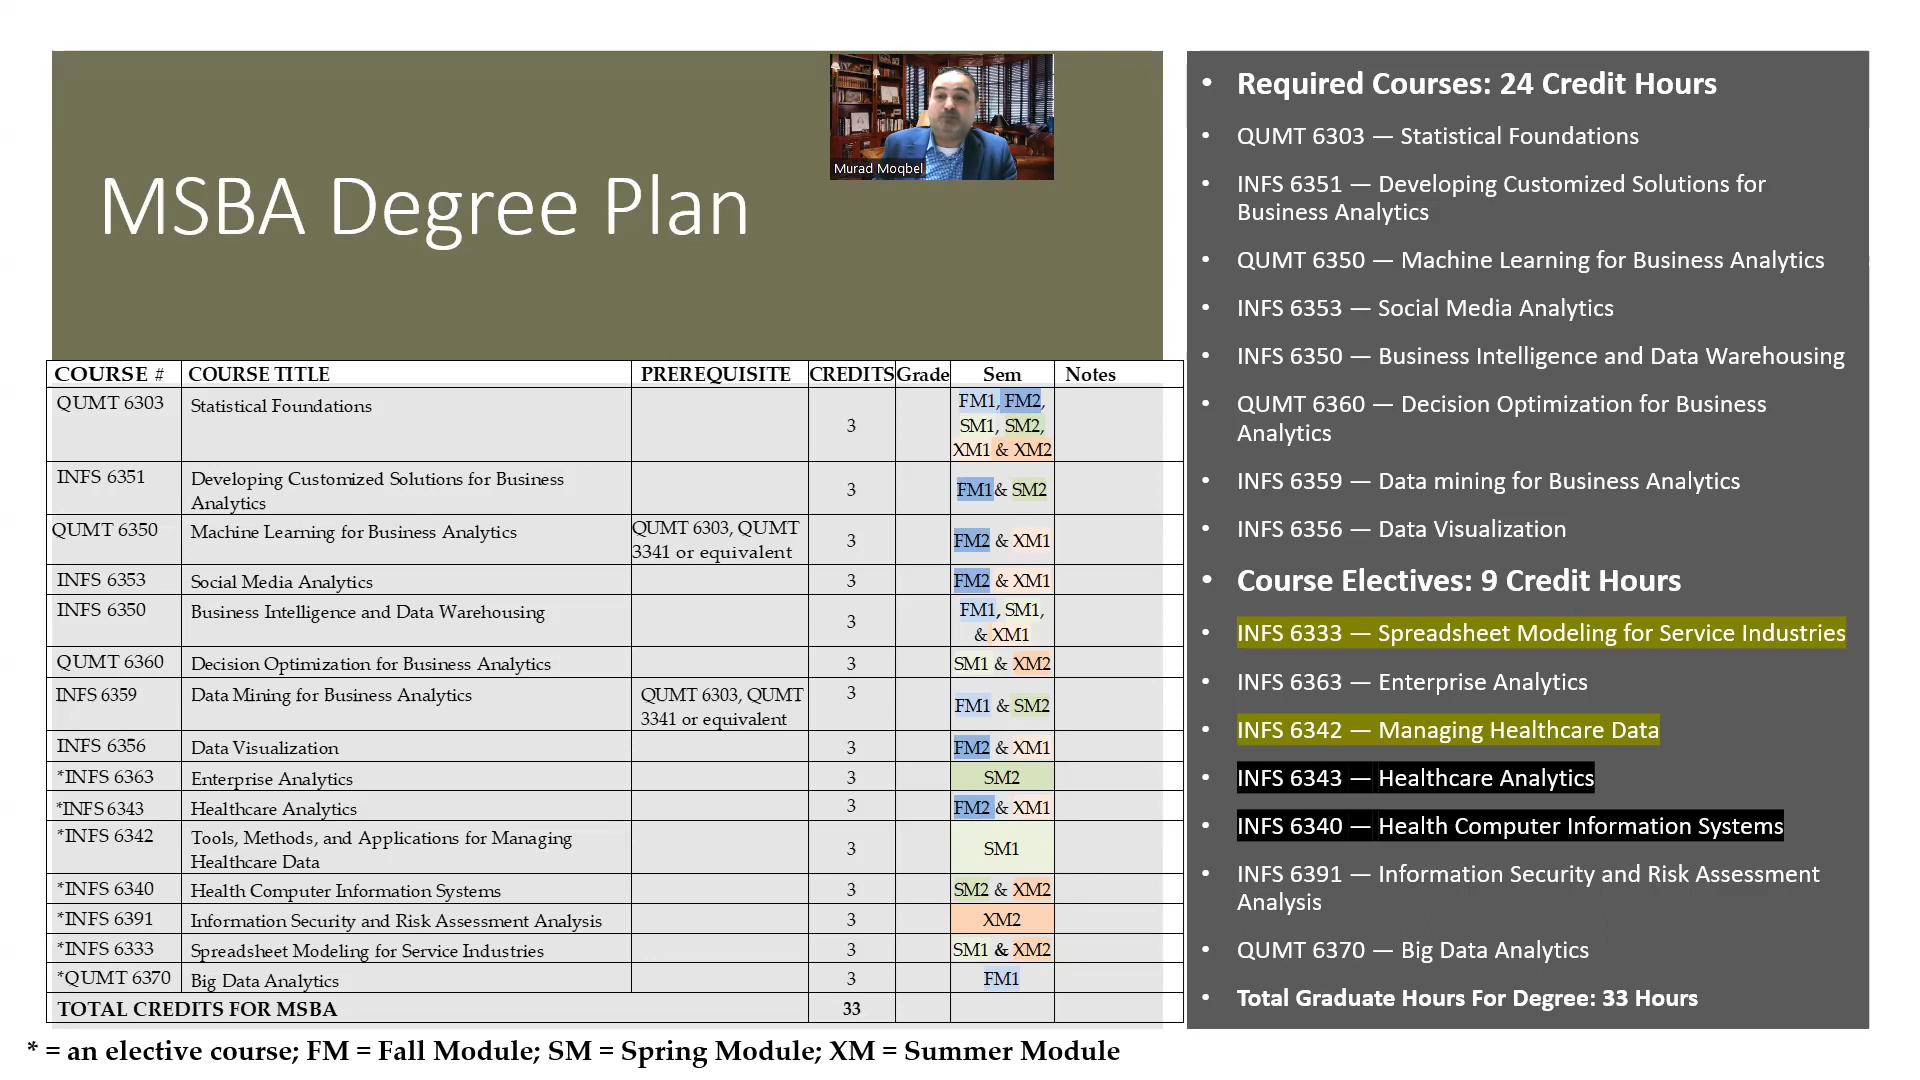 MSBA Degree Plan
Murad Moqbel
COURSE # COURSE TITLE PREREQUISITE CREDITS Grade Sem Notes
QUMT 6303 Statistical Foundations 3 FM1, FM2,
SM1, SM2,
XM1 & XM2
INFS 6351 Developing Customized Solutions for Business
Analytics 3 FM1& SM2
QUMT 6350 Machine Learning for Business Analytics QUMT 6303, QUMT
3341 or equivalent 3 FM2 & XM1
INFS 6353 Social Media Analytics 3 FM2 & XM1
INFS 6350 Business Intelligence and Data Warehousing 3 FM1, SM1,
& XM1
QUMT 6360 Decision Optimization for Business Analytics 3 SM1 & XM2
INFS 6359 Data Mining for Business Analytics QUMT 6303, QUMT
3341 or equivalent 3 FM1 & SM2
INFS 6356 Data Visualization 3 FM2 & XM1
*INFS 6363 Enterprise Analytics 3 SM2
*INFS 6343 Healthcare Analytics 3 FM2 & XM1
*INFS 6342 Tools, Methods, and Applications for Managing
Healthcare Data 3 SM1
*INFS 6340 Health Computer Information Systems 3 SM2 & XM2
*INFS 6391 Information Security and Risk Assessment Analysis 3 XM2
*INFS 6333 Spreadsheet Modeling for Service Industries 3 SM1 & XM2
*QUMT 6370 Big Data Analytics 3 FM1
TOTAL CREDITS FOR MSBA 33
* = an elective course; FM = Fall Module; SM = Spring Module; XM = Summer Module
• Required Courses: 24 Credit Hours
• QUMT 6303 — Statistical Foundations
• INFS 6351 — Developing Customized Solutions for
Business Analytics
• QUMT 6350 — Machine Learning for Business Analytics
• INFS 6353 — Social Media Analytics
• INFS 6350 — Business Intelligence and Data Warehousing
• QUMT 6360 — Decision Optimization for Business
Analytics
• INFS 6359 — Data mining for Business Analytics
• INFS 6356 — Data Visualization
• Course Electives: 9 Credit Hours
• INFS 6333 — Spreadsheet Modeling for Service Industries
• INFS 6363 — Enterprise Analytics
• INFS 6342 — Managing Healthcare Data
• INFS 6343 — Healthcare Analytics
• INFS 6340 — Health Computer Information Systems
• INFS 6391 — Information Security and Risk Assessment
Analysis
• QUMT 6370 — Big Data Analytics
• Total Graduate Hours For Degree: 33 Hours